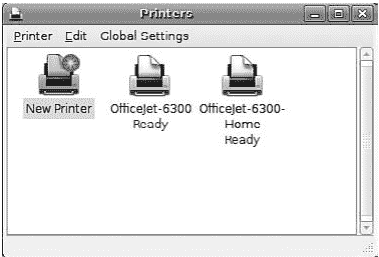 Printers
Printer Edit Global Settings
New Printer
OfficeJet-6300
Ready
OfficeJet-6300-
Home
Ready